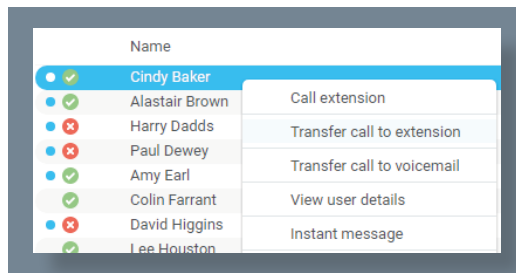 Name
Cindy Baker
Alastair Brown
Call extension
Harry Dadds
Transfer call to extension
Paul Dewey
Transfer call to voicemail
Amy Earl
Colin Farrant
View user details
David Higgins
Instant message
Lee Houston